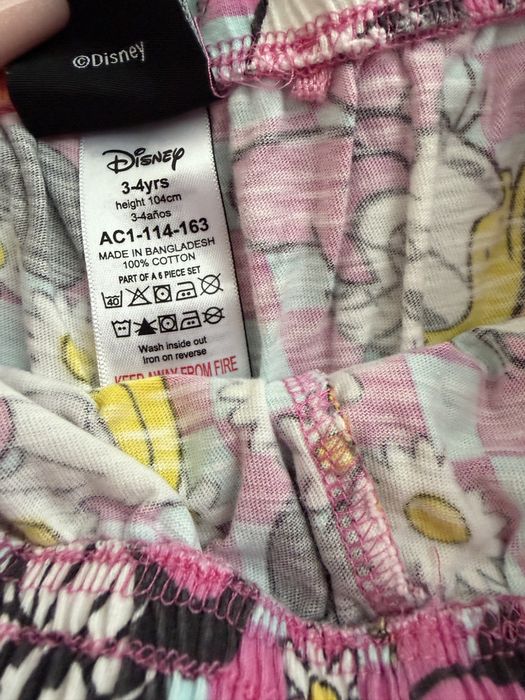 ©Disney
Disney
3-4yrs
height 104cm
3-4años
AC1-114-163
MADE IN BANGLADESH
100% COTTON
PART OF A 6 PIECE SET
40
Wash inside out
Iron on reverse
KEEP AWAY FROM FIRE